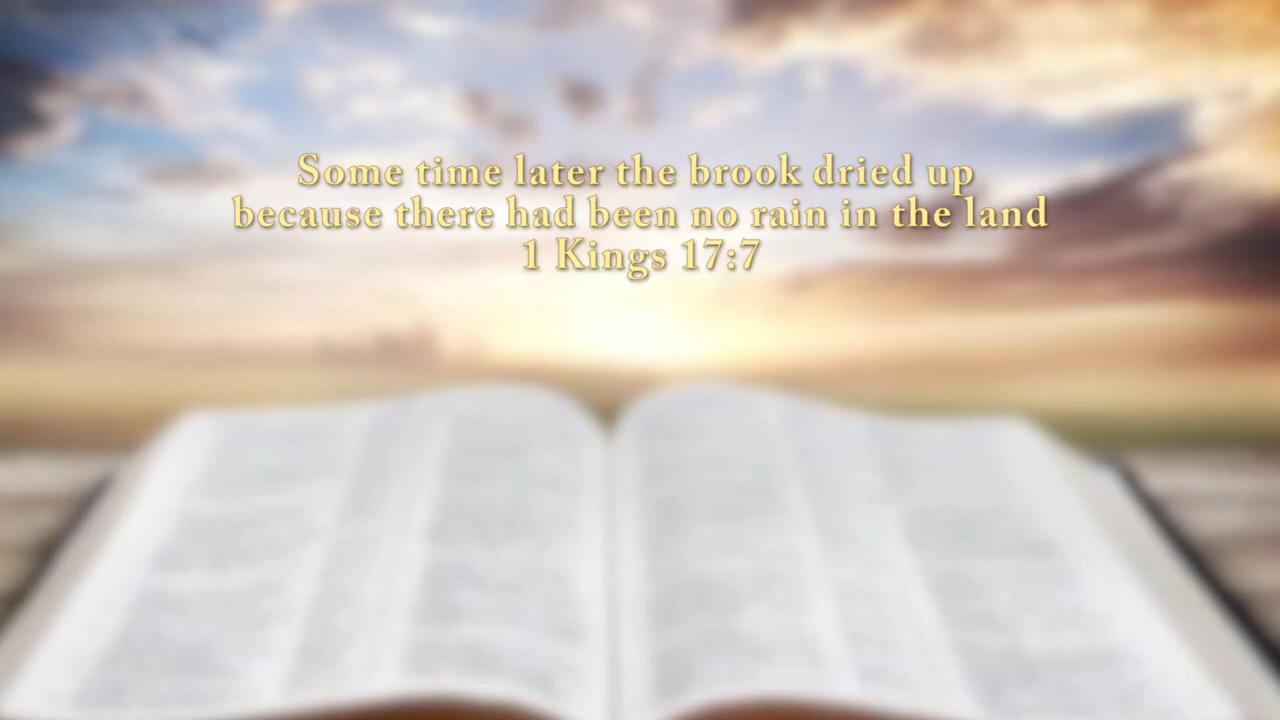 Some time later the brook dried up
because there had been no rain in the land
1 Kings 17:7